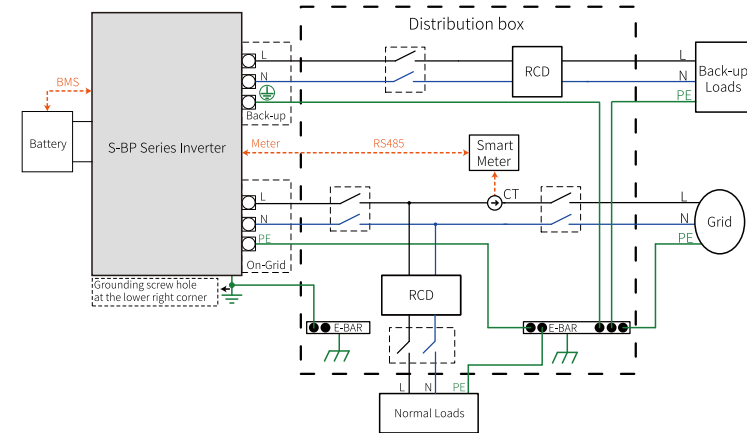 Distribution box
L
N
Back-up
RCD
L
N
PE
Back-up
Loads
BMS
Battery
S-BP Series Inverter
Meter
RS485
Smart
Meter
CT
L
N
PE
On-Grid
L
N
PE
Grid
Grounding screw hole
at the lower right corner
RCD
E-BAR
E-BAR
L
N
PE
Normal Loads